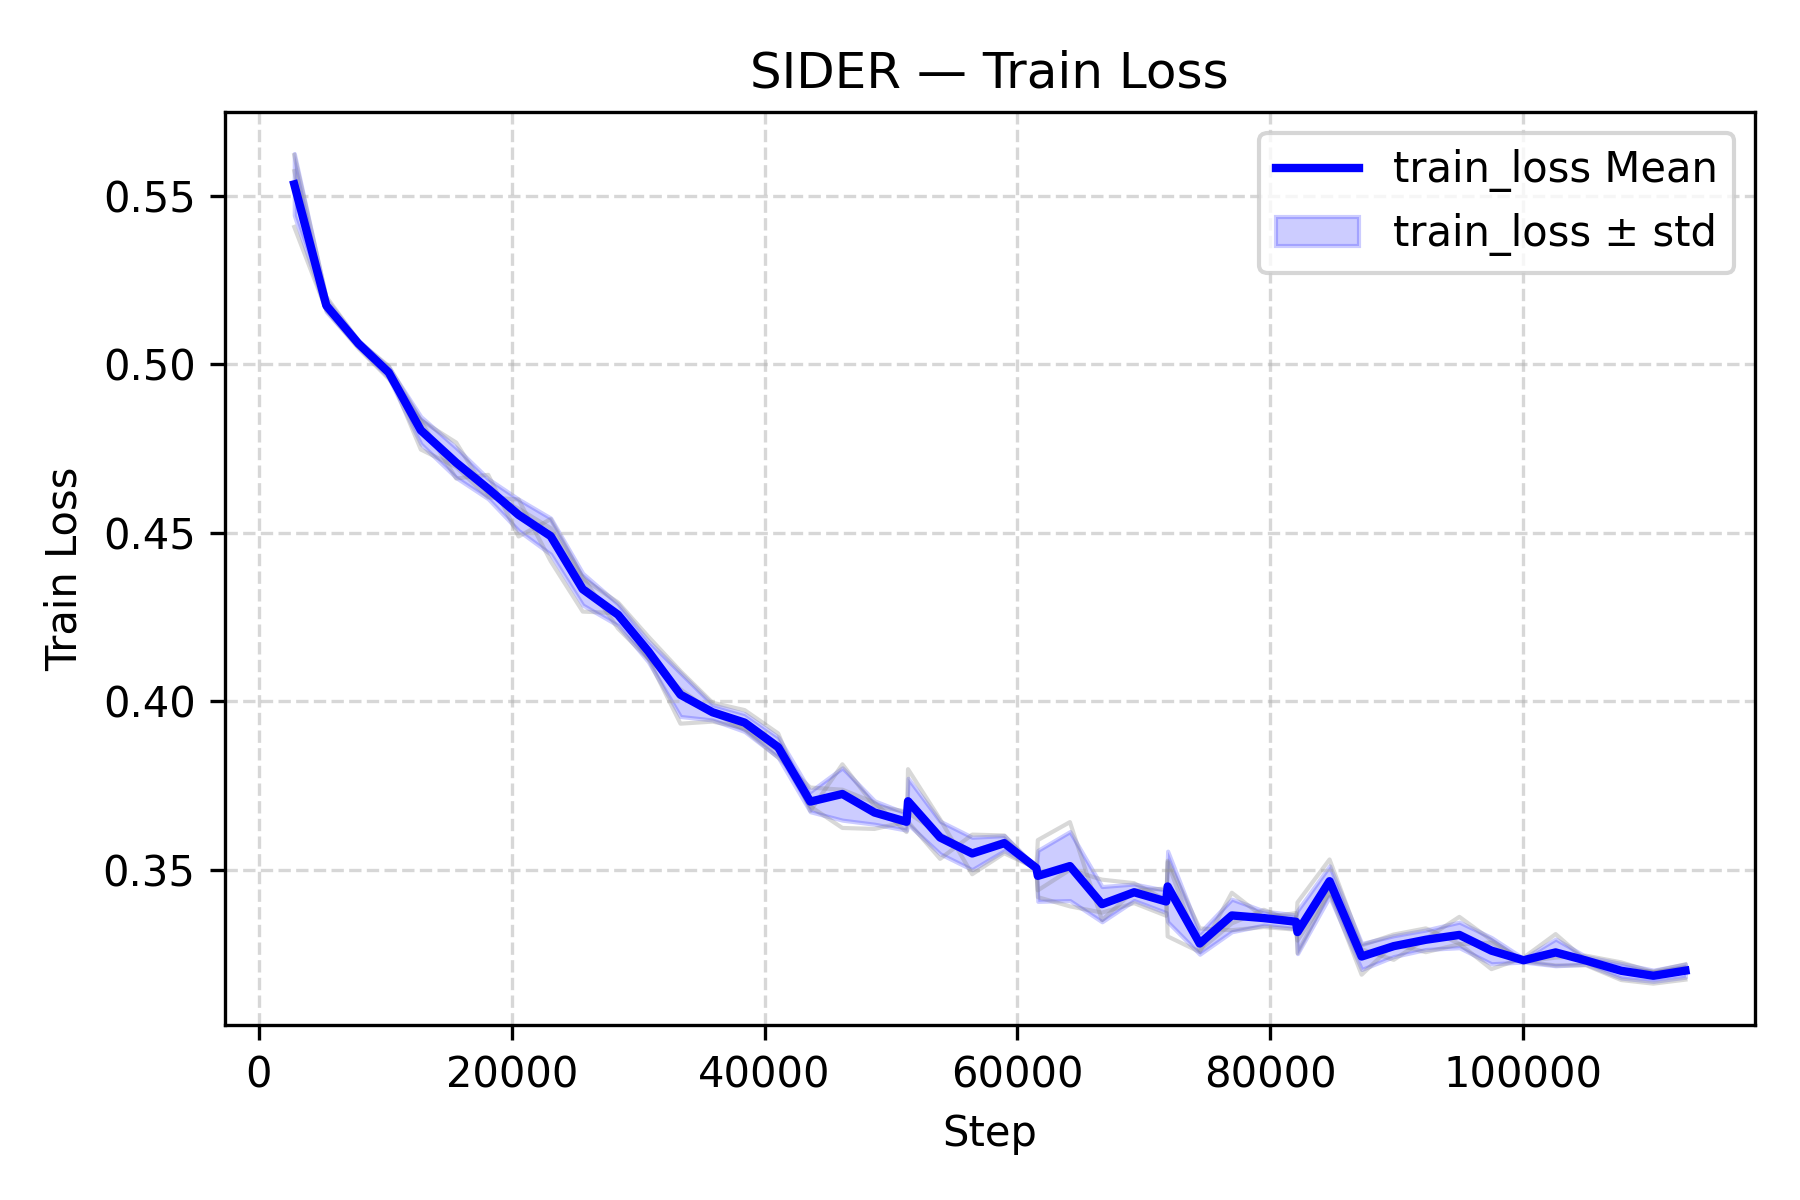 SIDER — Train Loss
train_loss Mean
train_loss ± std
Train Loss
0.55
0.50
0.45
0.40
0.35
0
20000
40000
60000
80000
100000
Step